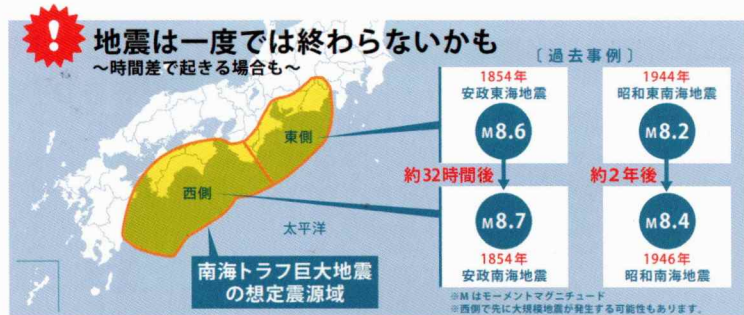 地震は一度では終わらないかも
～時間差で起きる場合も～
〔過去事例〕
1854年
安政東海地震
M8.6
約32時間後
M8.7
1854年
安政南海地震
1944年
昭和東南海地震
M8.2
約2年後
M8.4
1946年
昭和南海地震
東側
西側
太平洋
南海トラフ巨大地震
の想定震源域
※Mはモーメントマグニチュード
※西側で先に大規模地震が発生する可能性もあります。